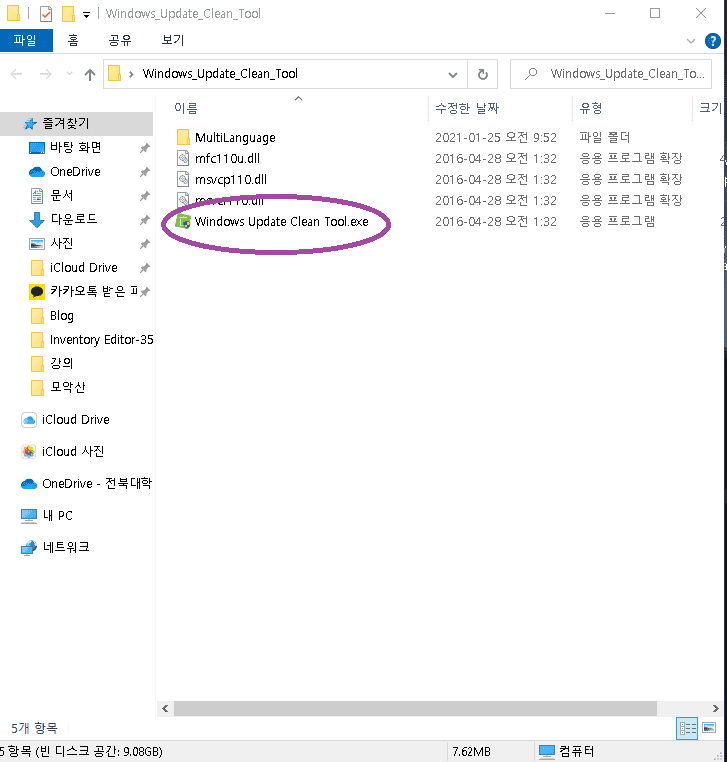 Windows_Update_Clean_Tool
파일 홈 공유 보기
Windows_Update_Clean_Tool Windows_Update_Clean_To...
이름 수정한 날짜 유형 크기
MultiLanguage 2021-01-25 오전 9:52 파일 폴더
mfc110u.dll 2016-04-28 오전 1:32 응용 프로그램 확장
msvcp110.dll 2016-04-28 오전 1:32 응용 프로그램 확장
msvcr110.dll 2016-04-28 오전 1:32 응용 프로그램 확장
Windows Update Clean Tool.exe 2016-04-28 오전 1:32 응용 프로그램
즐겨찾기
바탕 화면
OneDrive
문서
다운로드
사진
iCloud Drive
카카오톡 받은
Blog
Inventory Editor-35
강의
모악산
iCloud Drive
iCloud 사진
OneDrive - 전북대학
내 PC
네트워크
5개 항목
5 항목 (빈 디스크 공간: 9.08GB) 7.62MB 컴퓨터